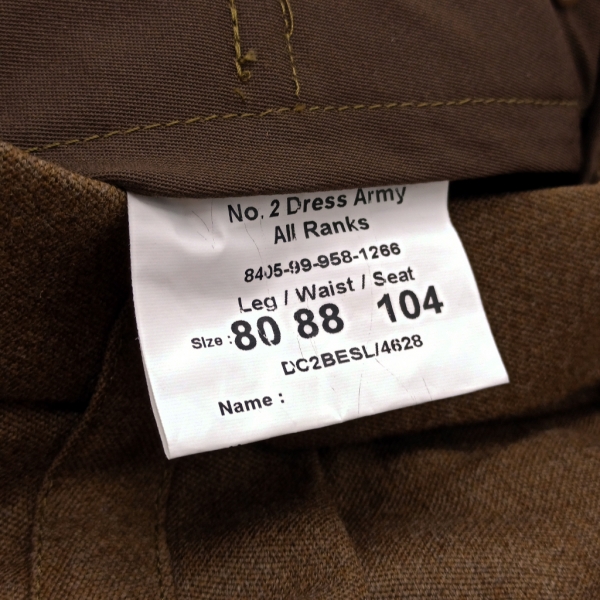 No. 2 Dress Army
All Ranks
8405-99-958-1266
Leg / Waist / Seat
Size : 80 88 104
DC2BESL/4628
Name :